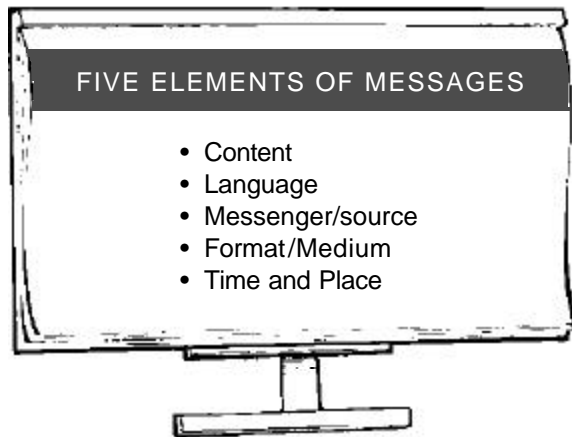 FIVE ELEMENTS OF MESSAGES
• Content
• Language
• Messenger/source
• Format/Medium
• Time and Place